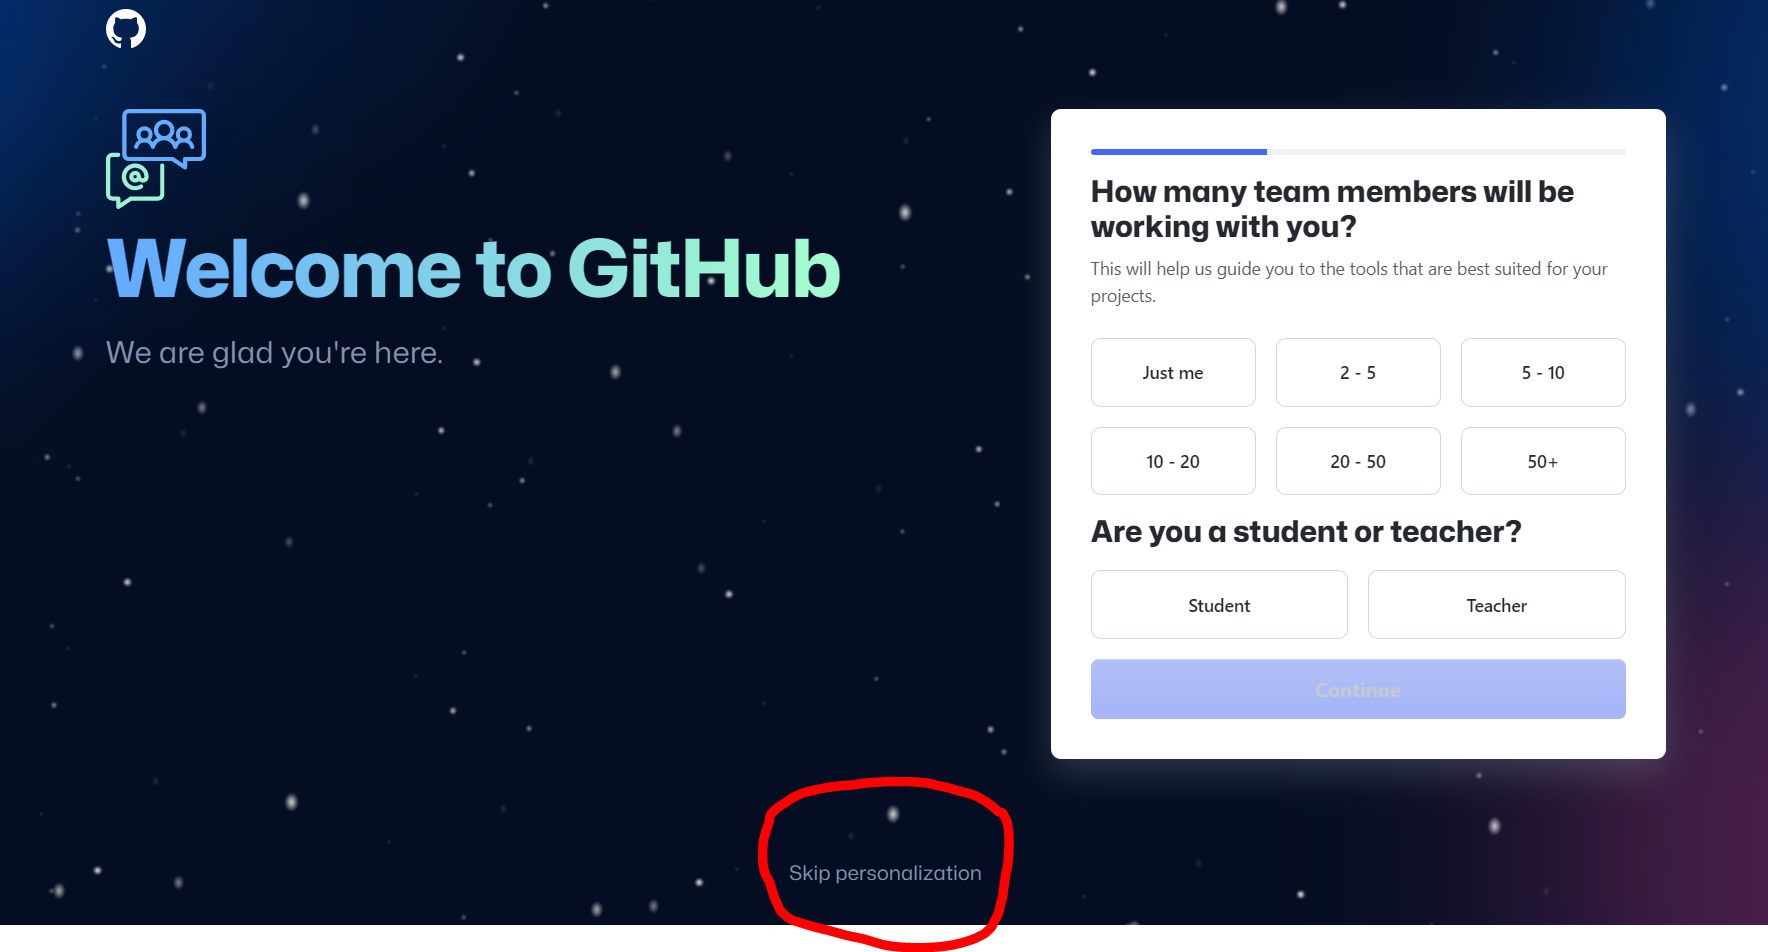 Welcome to GitHub
We are glad you're here.
How many team members will be
working with you?
This will help us guide you to the tools that are best suited for your
projects.
Just me
2 - 5
5 - 10
10 - 20
20 - 50
50+
Are you a student or teacher?
Student
Teacher
Continue
Skip personalization